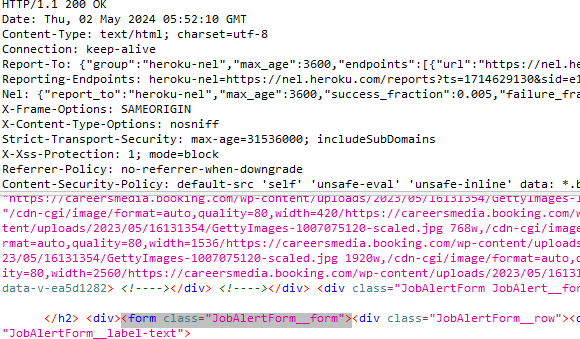 HTTP/1.1 200 OK
Date: Thu, 02 May 2024 05:52:10 GMT
Content-Type: text/html; charset=utf-8
Connection: keep-alive
Report-To: {"group":"heroku-nel","max_age":3600,"endpoints":[{"url":"https://nel.he
Reporting-Endpoints: heroku-nel=https://nel.heroku.com/reports?ts=1714629130&sid=e1
Nel: {"report_to":"heroku-nel","max_age":3600,"success_fraction":0.005,"failure_fra
X-Frame-Options: SAMEORIGIN
X-Content-Type-Options: nosniff
Strict-Transport-Security: max-age=31536000; includeSubDomains
X-Xss-Protection: 1; mode=block
Referrer-Policy: no-referrer-when-downgrade
Content-Security-Policy: default-src 'self' 'unsafe-eval' 'unsafe-inline' data: *.b
"https://careersmedia.booking.com/wp-content/uploads/2023/05/16131354/GettyImages-1
"/cdn-cgi/image/format=auto,quality=80,width=420/https://careersmedia.booking.com/w
tent/uploads/2023/05/16131354/GettyImages-1007075120-scaled.jpg 768w,/cdn-cgi/image
rmat=auto,quality=80,width=1536/https://careersmedia.booking.com/wp-content/uploads
23/05/16131354/GettyImages-1007075120-scaled.jpg 1920w,/cdn-cgi/image/format=auto,q
ity=80,width=2560/https://careersmedia.booking.com/wp-content/uploads/2023/05/16131
data-v-ea5d1282> <!----></div> <!----></div> <div class="JobAlertForm JobAlert__for
</h2> <div><form class="JobAlertForm__form"><div class="JobAlertForm__row"><d
"JobAlertForm__label-text">